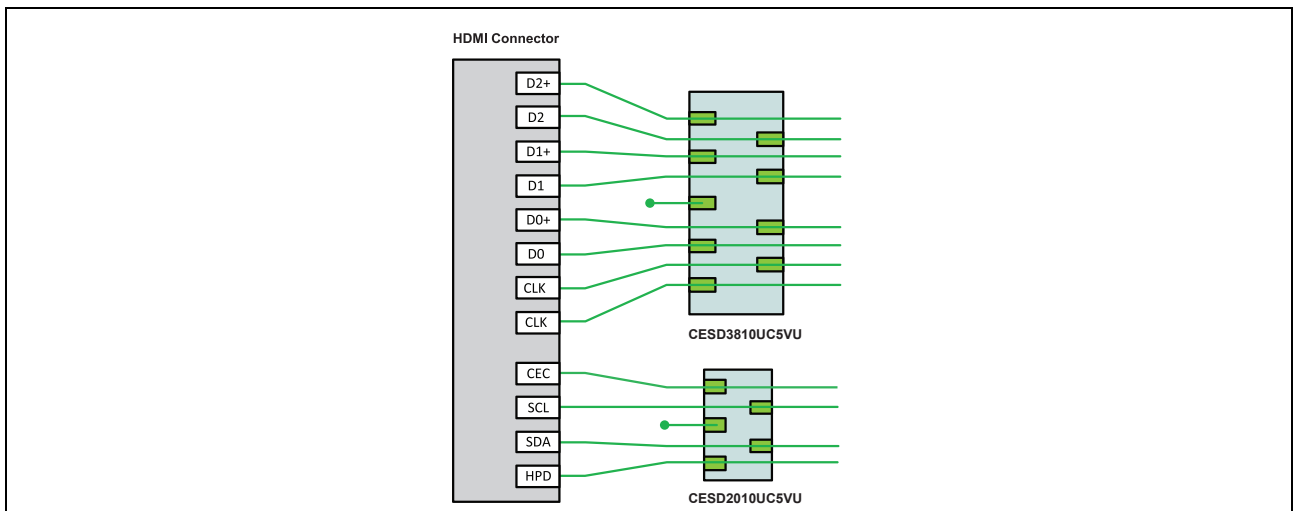 HDMI Connector
D2+
D2
D1+
D1
D0+
D0
CLK
CLK
CESD3810UC5VU
CEC
SCL
SDA
HPD
CESD2010UC5VU